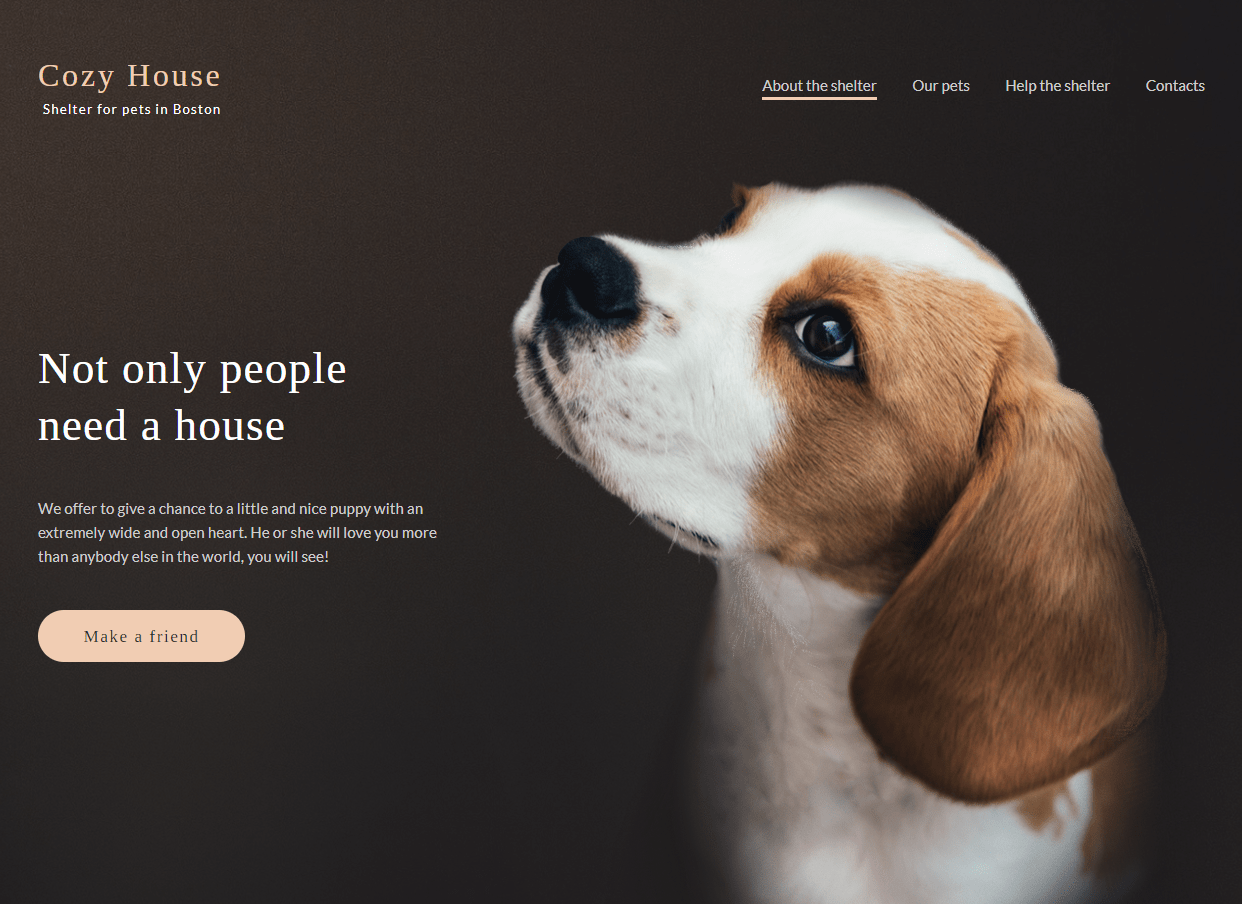 Cozy House
Shelter for pets in Boston
About the shelter
Our pets
Help the shelter
Contacts
Not only people
need a house
We offer to give a chance to a little and nice puppy with an
extremely wide and open heart. He or she will love you more
than anybody else in the world, you will see!
Make a friend